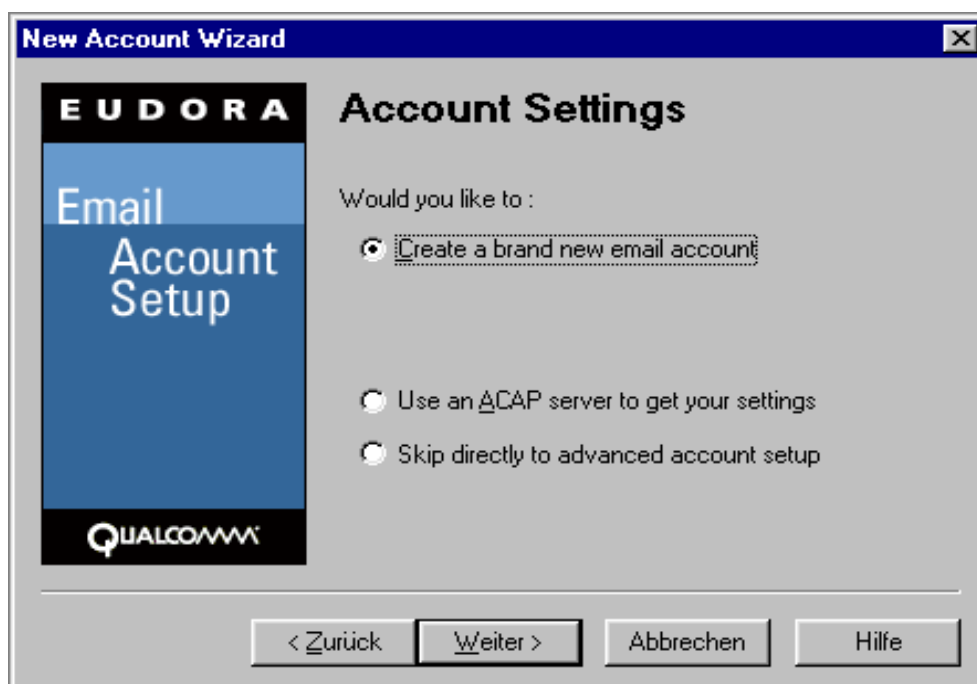 New Account Wizard
EUDORA
Email
Account
Setup
QUALCOMM
Account Settings
Would you like to :
Create a brand new email account
Use an ACAP server to get your settings
Skip directly to advanced account setup
< Zurück
Weiter >
Abbrechen
Hilfe